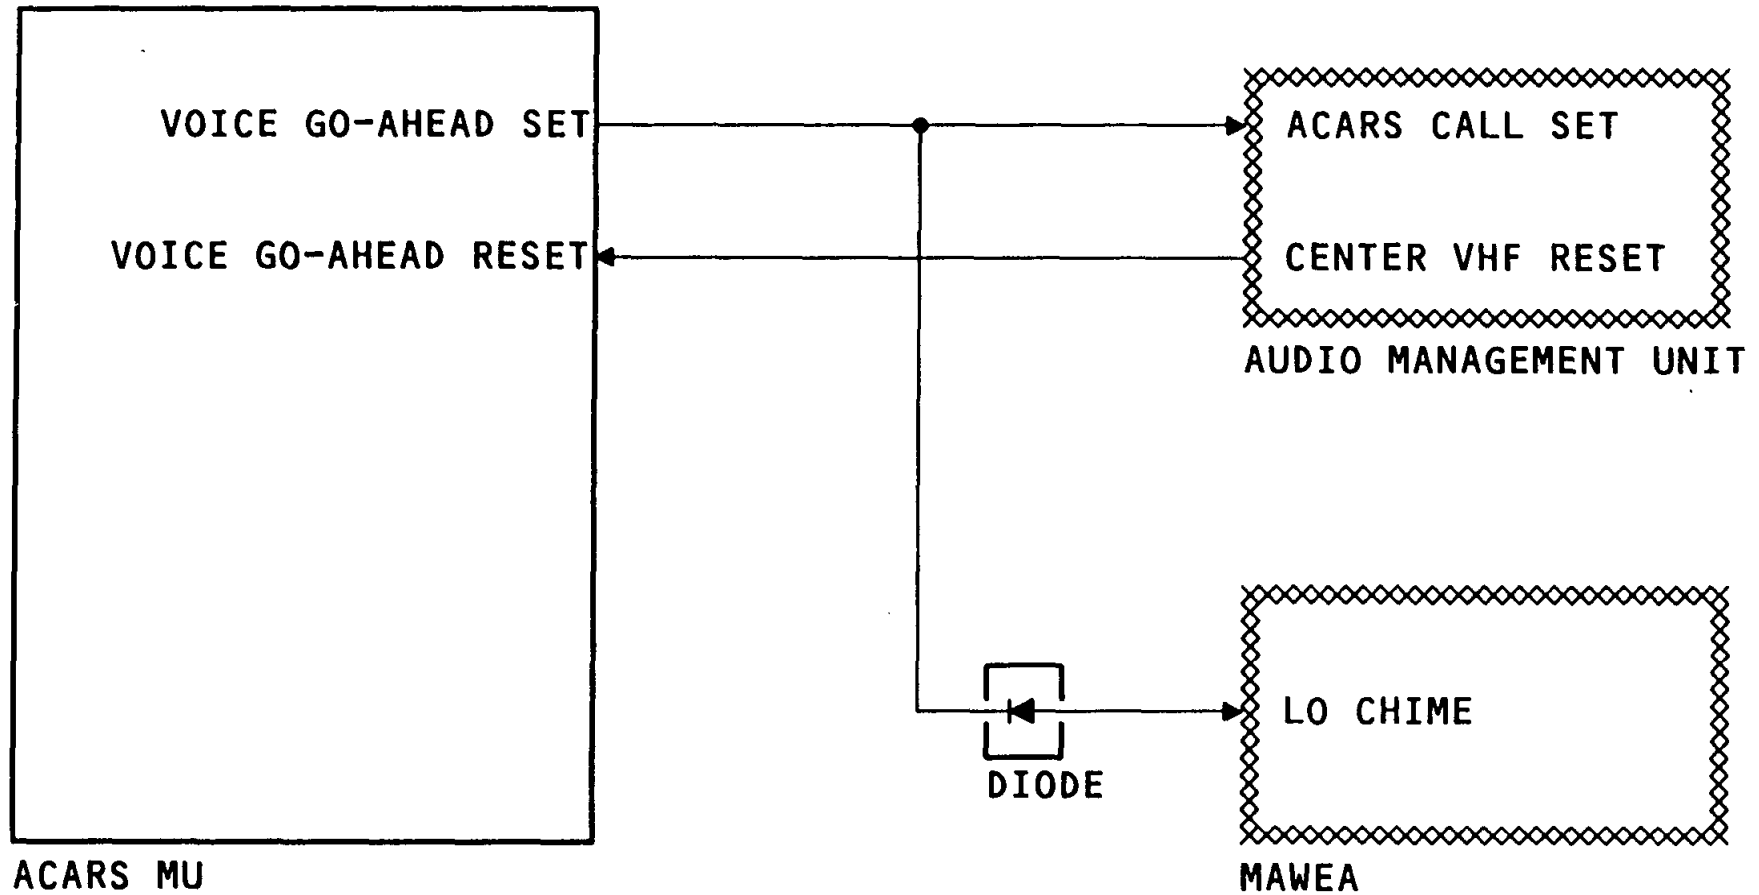 VOICE GO-AHEAD SET
ACARS CALL SET
VOICE GO-AHEAD RESET
CENTER VHF RESET
AUDIO MANAGEMENT UNIT
LO CHIME
DIODE
ACARS MU
MAWEA